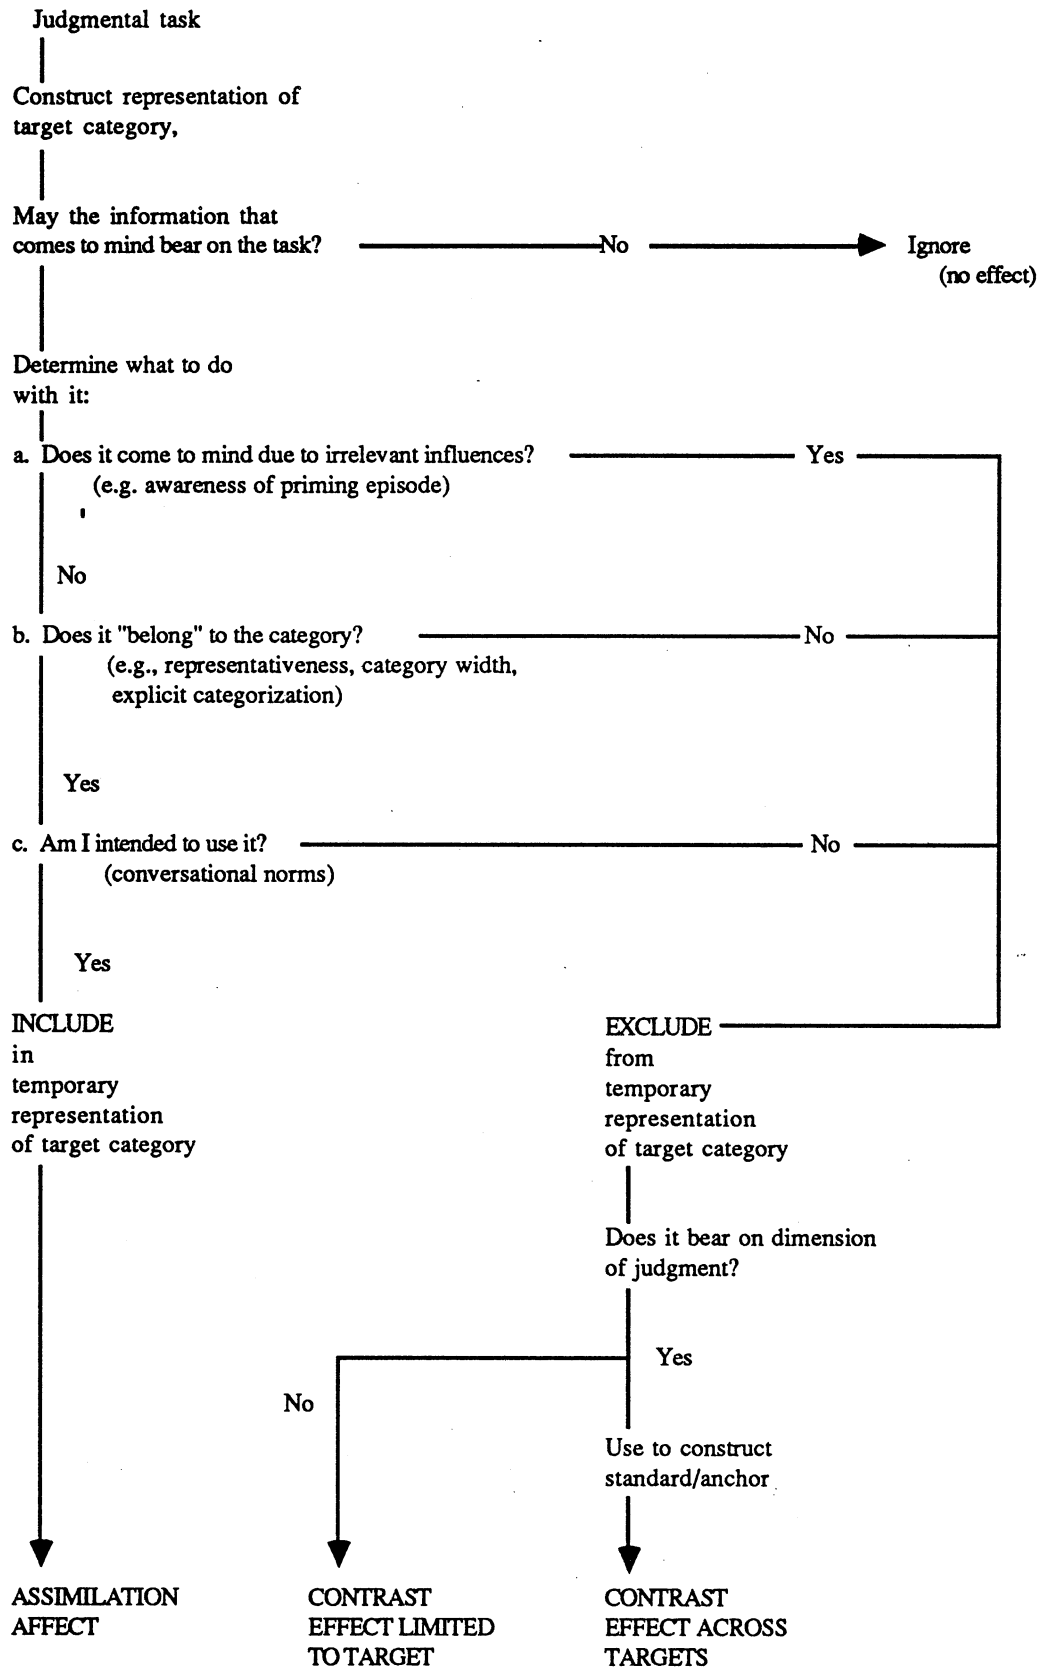 Judgmental task
Construct representation of
target category,
May the information that
comes to mind bear on the task?
No
Ignore
(no effect)
Determine what to do
with it:
a. Does it come to mind due to irrelevant influences?
Yes
(e.g. awareness of priming episode)
No
b. Does it "belong" to the category?
No
(e.g., representativeness, category width,
explicit categorization)
Yes
c. Am I intended to use it?
No
(conversational norms)
Yes
INCLUDE
in
temporary
representation
of target category
EXCLUDE
from
temporary
representation
of target category
Does it bear on dimension
of judgment?
Yes
No
Use to construct
standard/anchor
ASSIMILATION
AFFECT
CONTRAST
EFFECT LIMITED
TO TARGET
CONTRAST
EFFECT ACROSS
TARGETS